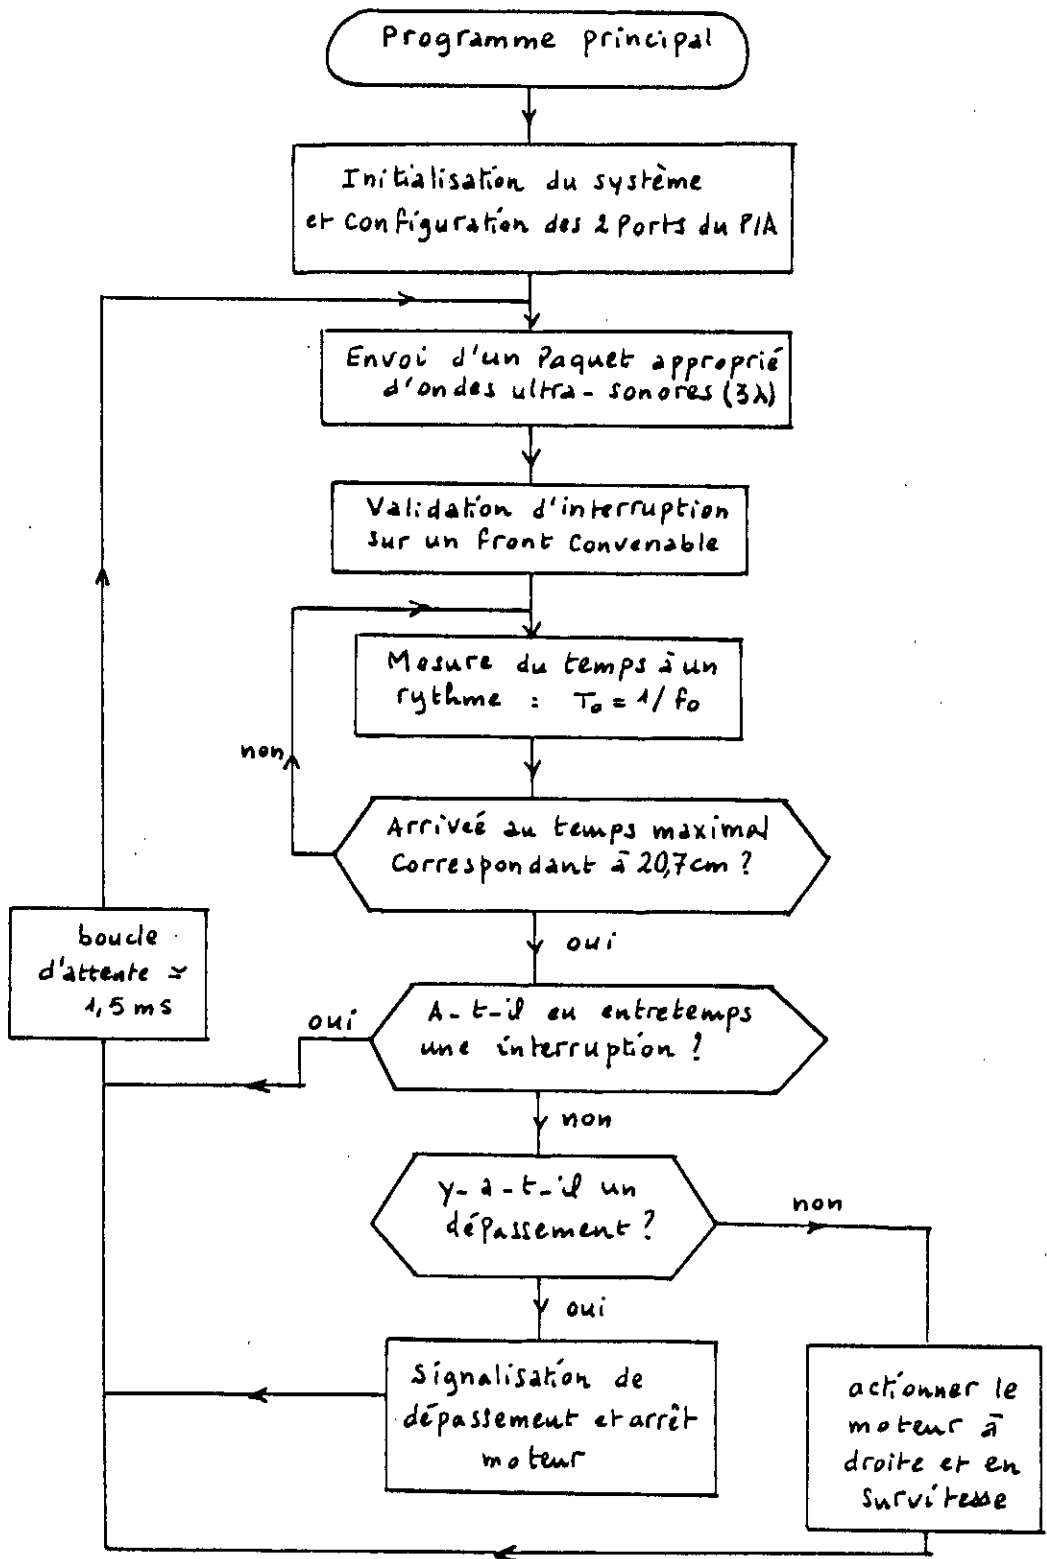 Programme principal
Initialisation du système
et Configuration des 2 Ports du PIA
Envoi d'un Paquet approprié
d'ondes ultra-sonores (3λ)
Validation d'interruption
sur un front Convenable
Mesure du temps à un
rythme : T₀ = 1/f₀
non
Arriveé au temps maximal
Correspondant à 20,7cm ?
oui
boucle
d'attente ≃
1,5 ms
A-t-il eu entretemps
une interruption ?
oui
non
y-a-t-il un
dépassement ?
non
oui
Signalisation de
dépassement et arrêt
moteur
actionner le
moteur à
droite et en
Survitesse